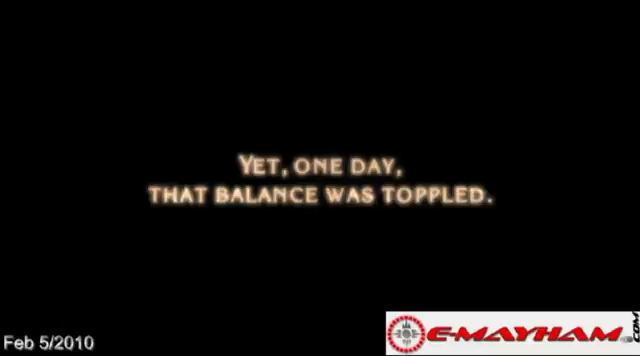 YET, ONE DAY,
THAT BALANCE WAS TOPPLED.
Feb 5/2010
E-MAYHAM.COM